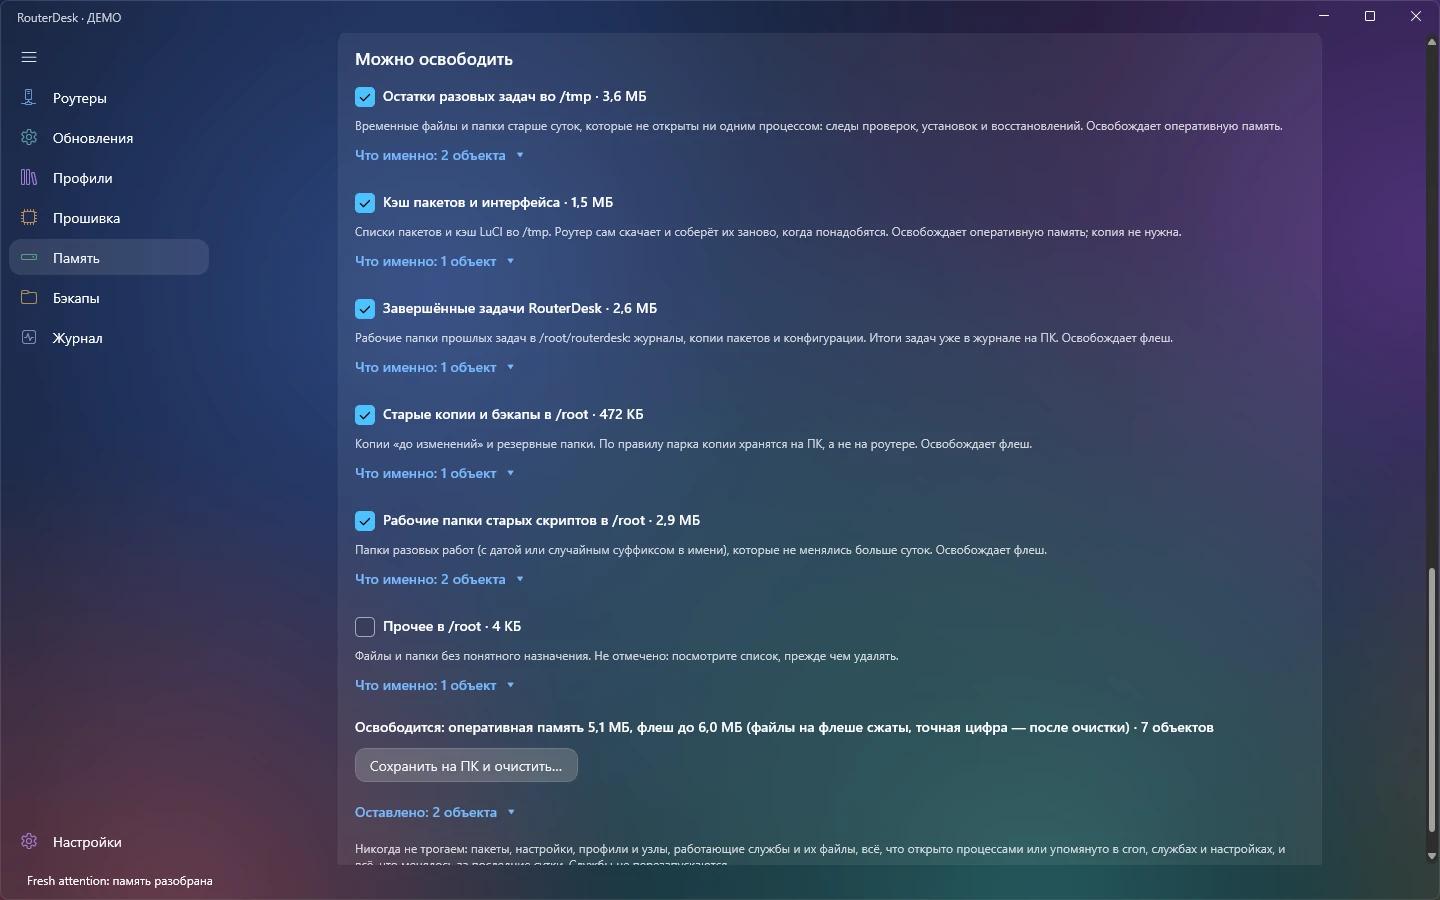 RouterDesk · ДЕМО
Роутеры
Обновления
Профили
Прошивка
Память
Бэкапы
Журнал
Можно освободить
Остатки разовых задач во /tmp · 3,6 МБ
Временные файлы и папки старше суток, которые не открыты ни одним процессом: следы проверок, установок и восстановлений. Освобождает оперативную память.
Что именно: 2 объекта
Кэш пакетов и интерфейса · 1,5 МБ
Списки пакетов и кэш LuCI во /tmp. Роутер сам скачает и соберёт их заново, когда понадобятся. Освобождает оперативную память; копия не нужна.
Что именно: 1 объект
Завершённые задачи RouterDesk · 2,6 МБ
Рабочие папки прошлых задач в /root/routerdesk: журналы, копии пакетов и конфигурации. Итоги задач уже в журнале на ПК. Освобождает флеш.
Что именно: 1 объект
Старые копии и бэкапы в /root · 472 КБ
Копии «до изменений» и резервные папки. По правилу парка копии хранятся на ПК, а не на роутере. Освобождает флеш.
Что именно: 1 объект
Рабочие папки старых скриптов в /root · 2,9 МБ
Папки разовых работ (с датой или случайным суффиксом в имени), которые не менялись больше суток. Освобождает флеш.
Что именно: 2 объекта
Прочее в /root · 4 КБ
Файлы и папки без понятного назначения. Не отмечено: посмотрите список, прежде чем удалять.
Что именно: 1 объект
Освободится: оперативная память 5,1 МБ, флеш до 6,0 МБ (файлы на флеше сжаты, точная цифра — после очистки) · 7 объектов
Сохранить на ПК и очистить...
Оставлено: 2 объекта
Никогда не трогаем: пакеты, настройки, профили и узлы, работающие службы и их файлы, всё, что открыто процессами или упомянуто в cron, службах и настройках, и
всё, что менялось за последние сутки. Службы не перезапускаются.
Настройки
Fresh attention: память разобрана